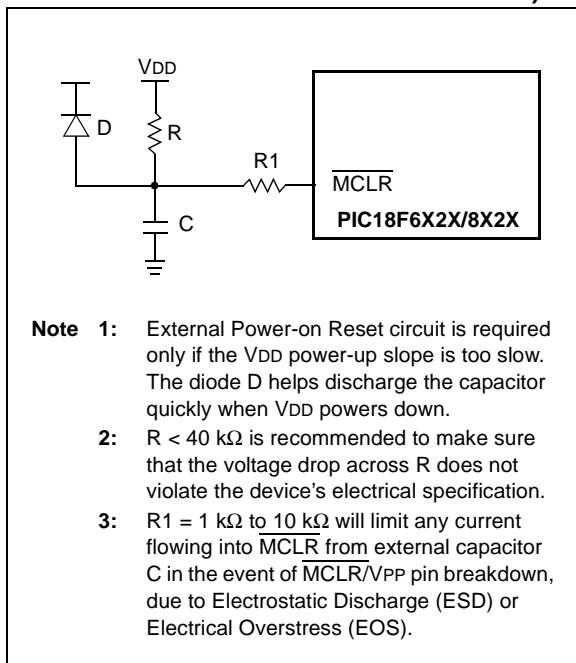 VDD
D
R
R1
MCLR
C
PIC18F6X2X/8X2X
Note 1: External Power-on Reset circuit is required
only if the VDD power-up slope is too slow.
The diode D helps discharge the capacitor
quickly when VDD powers down.
2: R < 40 kΩ is recommended to make sure
that the voltage drop across R does not
violate the device's electrical specification.
3: R1 = 1 kΩ to 10 kΩ will limit any current
flowing into MCLR from external capacitor
C in the event of MCLR/VPP pin breakdown,
due to Electrostatic Discharge (ESD) or
Electrical Overstress (EOS).